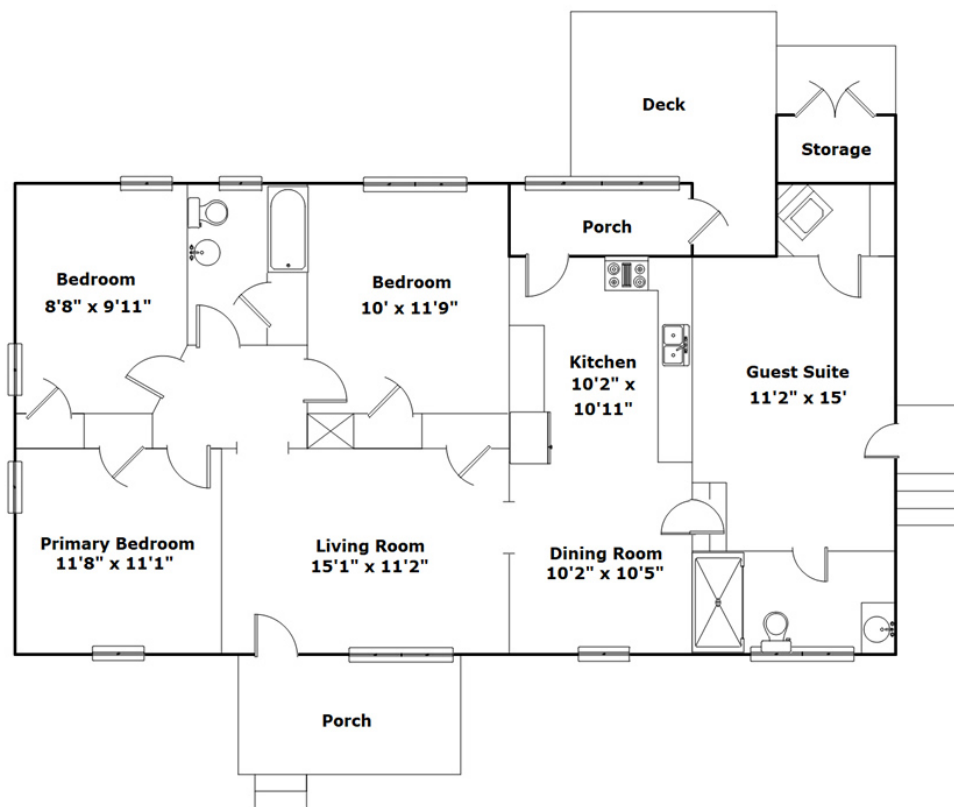 Deck
Storage
Porch
Bedroom
8'8" x 9'11"
Bedroom
10' x 11'9"
Kitchen
10'2" x
10'11"
Guest Suite
11'2" x 15'
Primary Bedroom
11'8" x 11'1"
Living Room
15'1" x 11'2"
Dining Room
10'2" x 10'5"
Porch